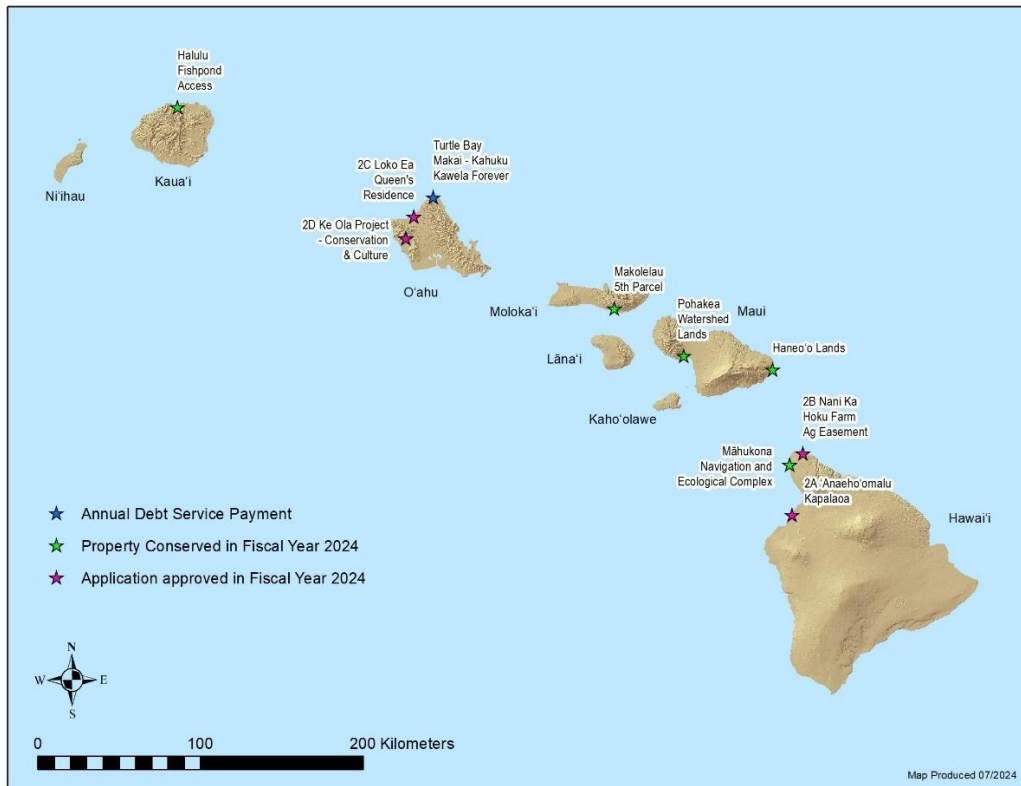 Halulu
Fishpond
Access
Ni'ihau
Kaua'i
Turtle Bay
Makai - Kahuku
Kawela Forever
2C Loko Ea
Queen's
Residence
2D Ke Ola Project
- Conservation
& Culture
O'ahu
Makolelau
5th Parcel
Moloka'i
Pohakea
Watershed
Lands
Maui
Lāna'i
Haneo'o Lands
Kaho'olawe
2B Nani Ka
Hoku Farm
Ag Easement
Māhukona
Navigation and
Ecological Complex
2A 'Anaeho'omalu
Kapalaoa
Hawai'i
Annual Debt Service Payment
Property Conserved in Fiscal Year 2024
Application approved in Fiscal Year 2024
N
W E
S
0 100 200 Kilometers
Map Produced 07/2024